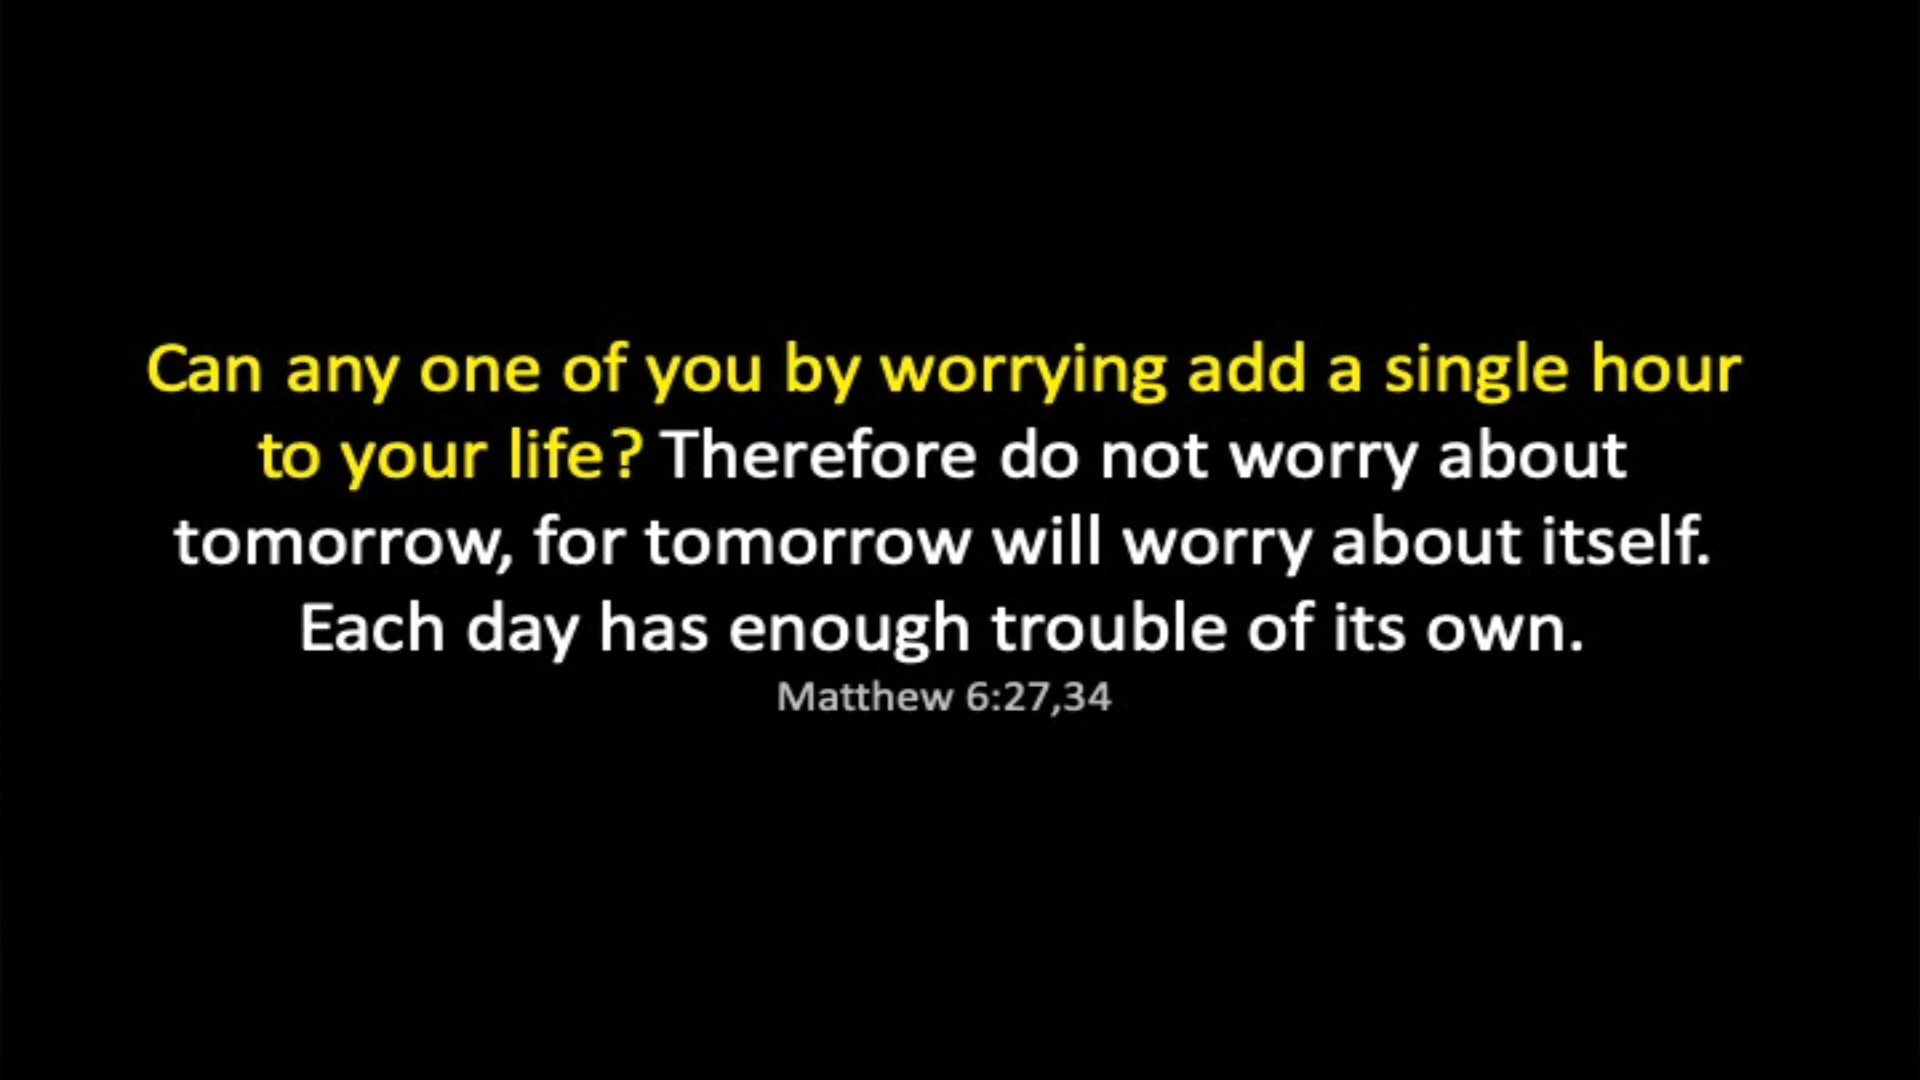 Can any one of you by worrying add a single hour
to your life? Therefore do not worry about
tomorrow, for tomorrow will worry about itself.
Each day has enough trouble of its own.
Matthew 6:27,34